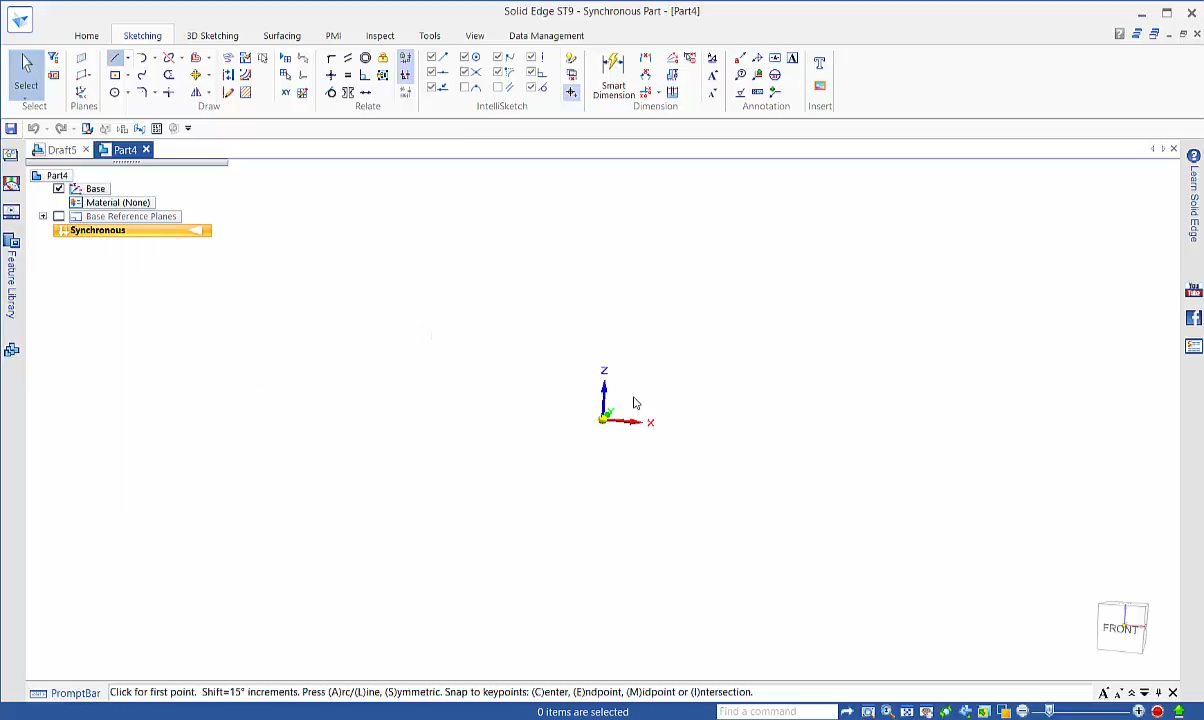 Solid Edge ST9 - Synchronous Part - [Part4]
Home Sketching 3D Sketching Surfacing PMI Inspect Tools View Data Management
Select
Smart
Dimension
XY
Select Planes Draw Relate IntelliSketch Dimension Annotation Insert
Draft5 Part4
Part4
Base
Material (None)
Base Reference Planes
Synchronous
Feature Library
Learn Solid Edge
You
Tube
Z
Y
X
FRONT
PromptBar Click for first point. Shift=15° increments. Press (A)rc/(L)ine, (S)ymmetric. Snap to keypoints: (C)enter, (E)ndpoint, (M)idpoint or (I)ntersection.
0 items are selected Find a command